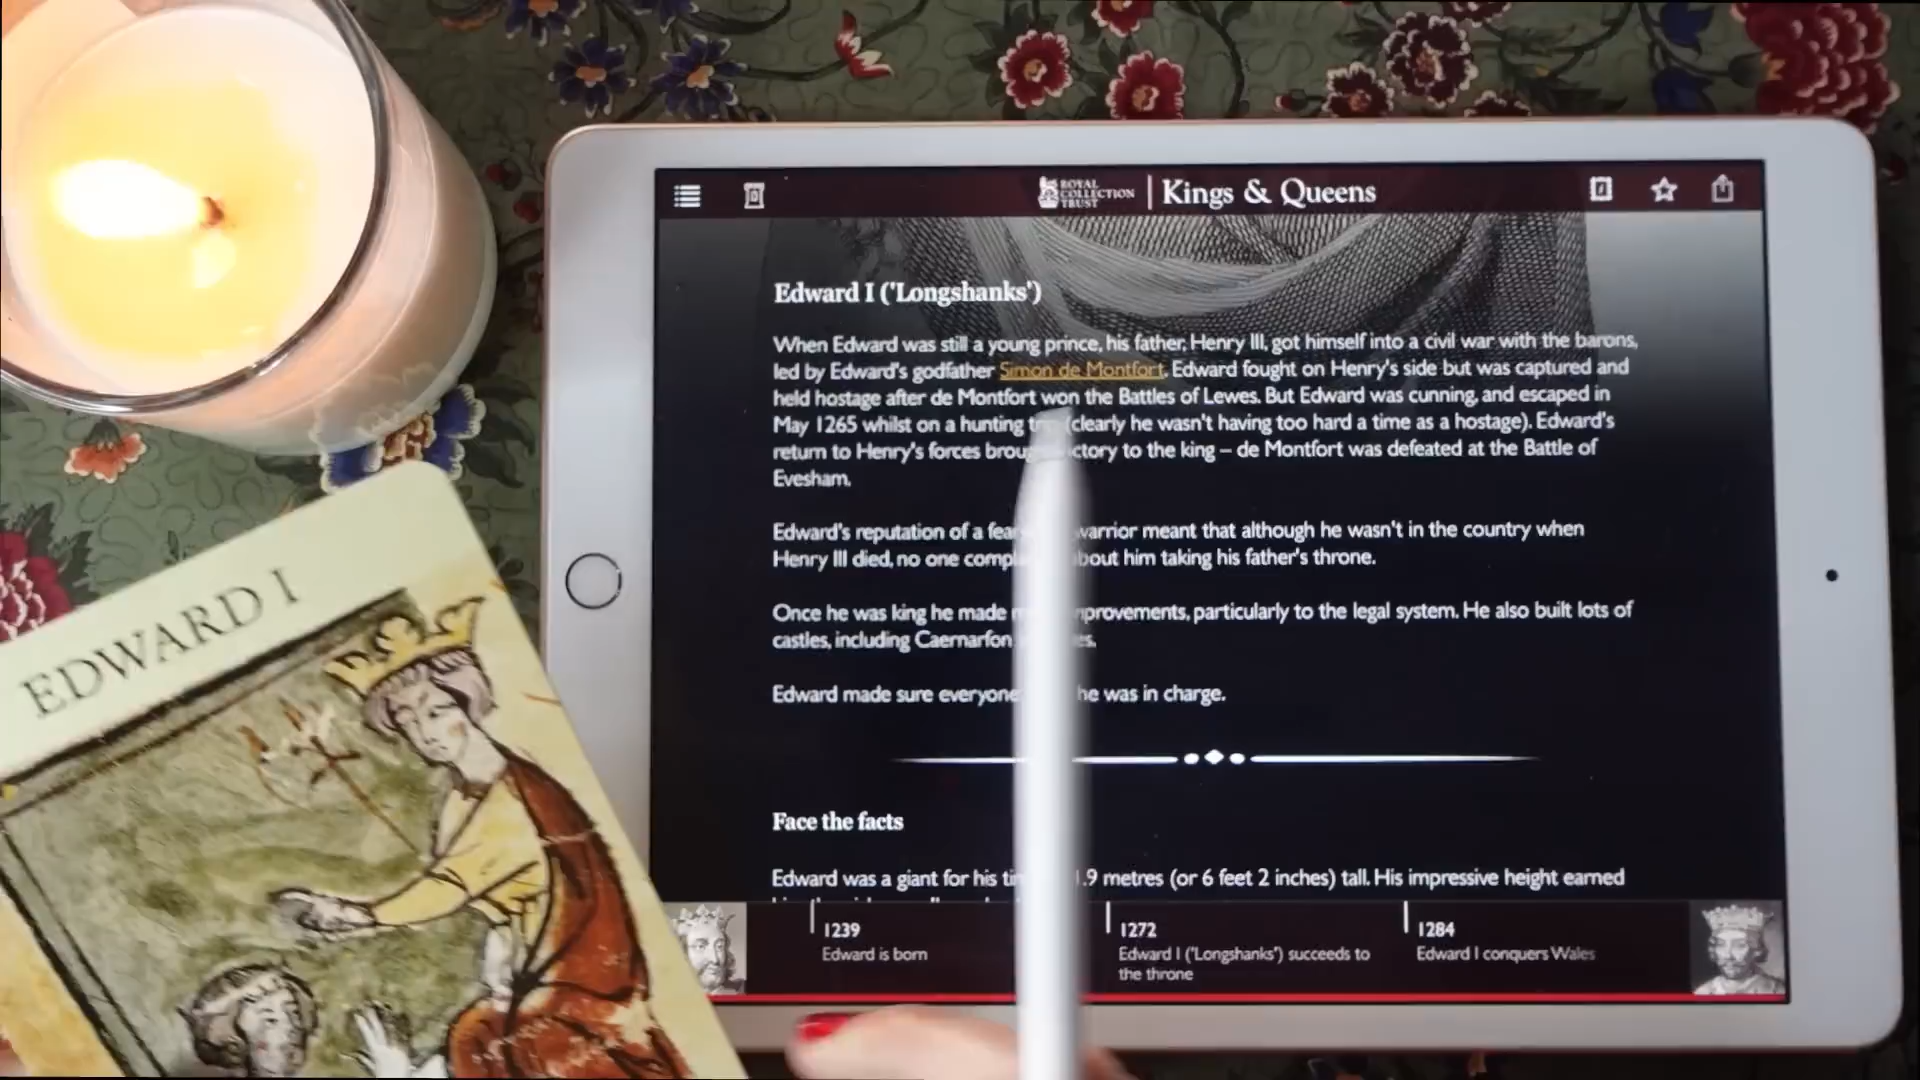 ROYAL
COLLECTION
TRUST
Kings & Queens
Edward I ('Longshanks')
When Edward was still a young prince, his father, Henry III, got himself into a civil war with the barons,
led by Edward's godfather Simon de Montfort. Edward fought on Henry's side but was captured and
held hostage after de Montfort won the Battles of Lewes. But Edward was cunning, and escaped in
May 1265 whilst on a hunting (clearly he wasn't having too hard a time as a hostage). Edward's
return to Henry's forces to the king – de Montfort was defeated at the Battle of
Evesham.
Edward's reputation of a warrior meant that although he wasn't in the country when
Henry III died, no one about him taking his father's throne.
Once he was king he made particularly to the legal system. He also built lots of
castles, including Caernarfon
Edward made sure everyone he was in charge.
Face the facts
Edward was a giant for his 1.9 metres (or 6 feet 2 inches) tall. His impressive height earned
1239
Edward is born
1272
Edward I ('Longshanks') succeeds to
the throne
1284
Edward I conquers Wales
EDWARD I